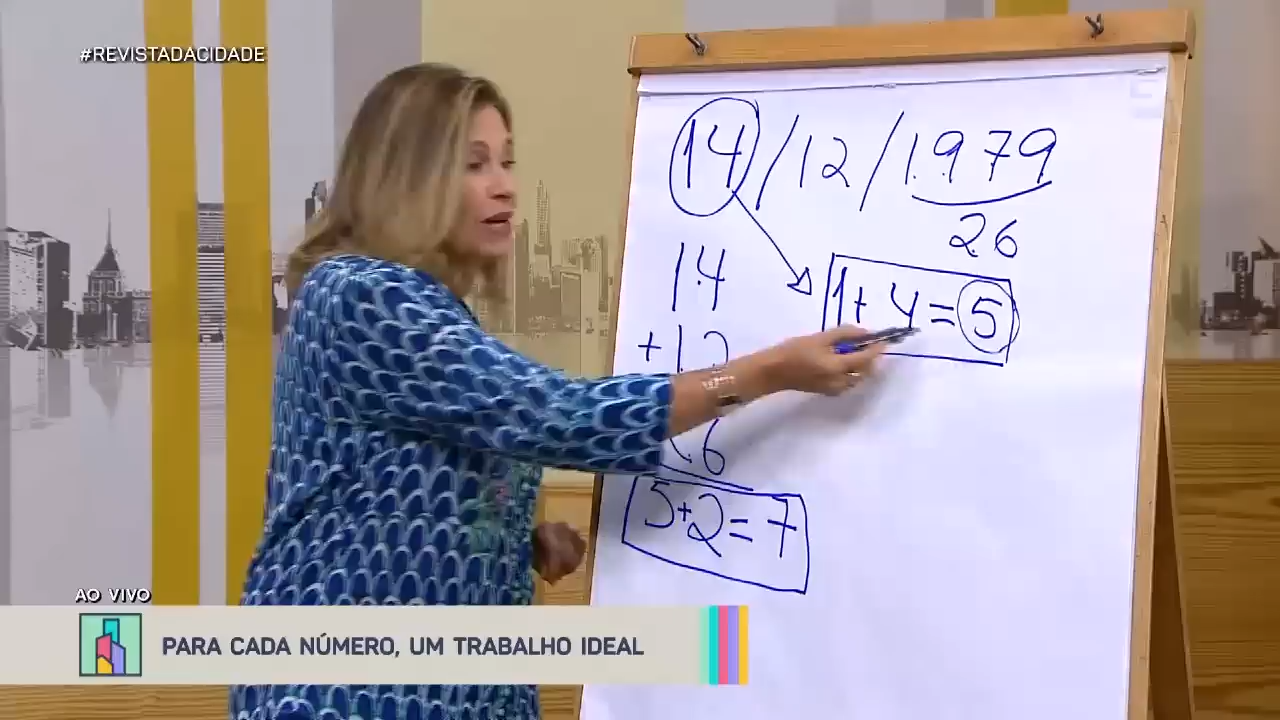 #REVISTADACIDADE
14/12/1979
26
14
1+4=5
+12
26
5+2=7
AO VIVO
PARA CADA NÚMERO, UM TRABALHO IDEAL